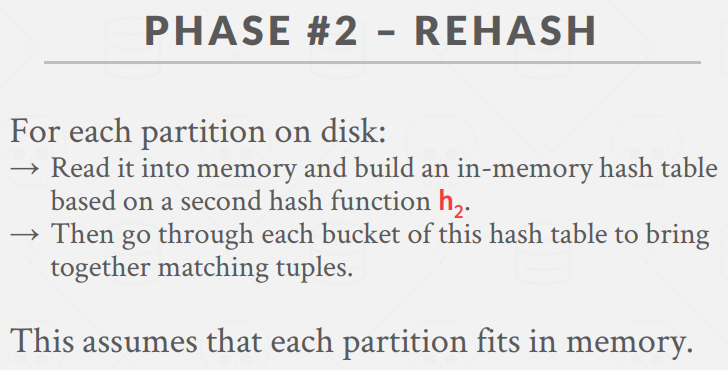 PHASE #2 – REHASH
For each partition on disk:
→ Read it into memory and build an in-memory hash table
based on a second hash function h₂.
→ Then go through each bucket of this hash table to bring
together matching tuples.
This assumes that each partition fits in memory.